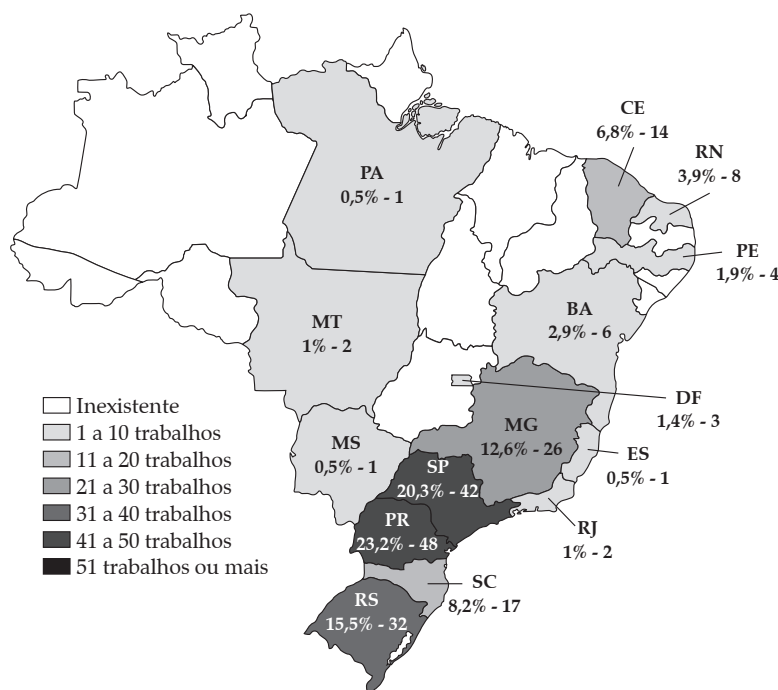 CE
6,8% - 14
RN
3,9% - 8
PA
0,5% - 1
PE
1,9% - 4
BA
2,9% - 6
MT
1% - 2
DF
1,4% - 3
Inexistente
1 a 10 trabalhos
11 a 20 trabalhos
21 a 30 trabalhos
31 a 40 trabalhos
41 a 50 trabalhos
51 trabalhos ou mais
MS
0,5% - 1
MG
12,6% - 26
ES
0,5% - 1
SP
20,3% - 42
RJ
1% - 2
PR
23,2% - 48
SC
8,2% - 17
RS
15,5% - 32